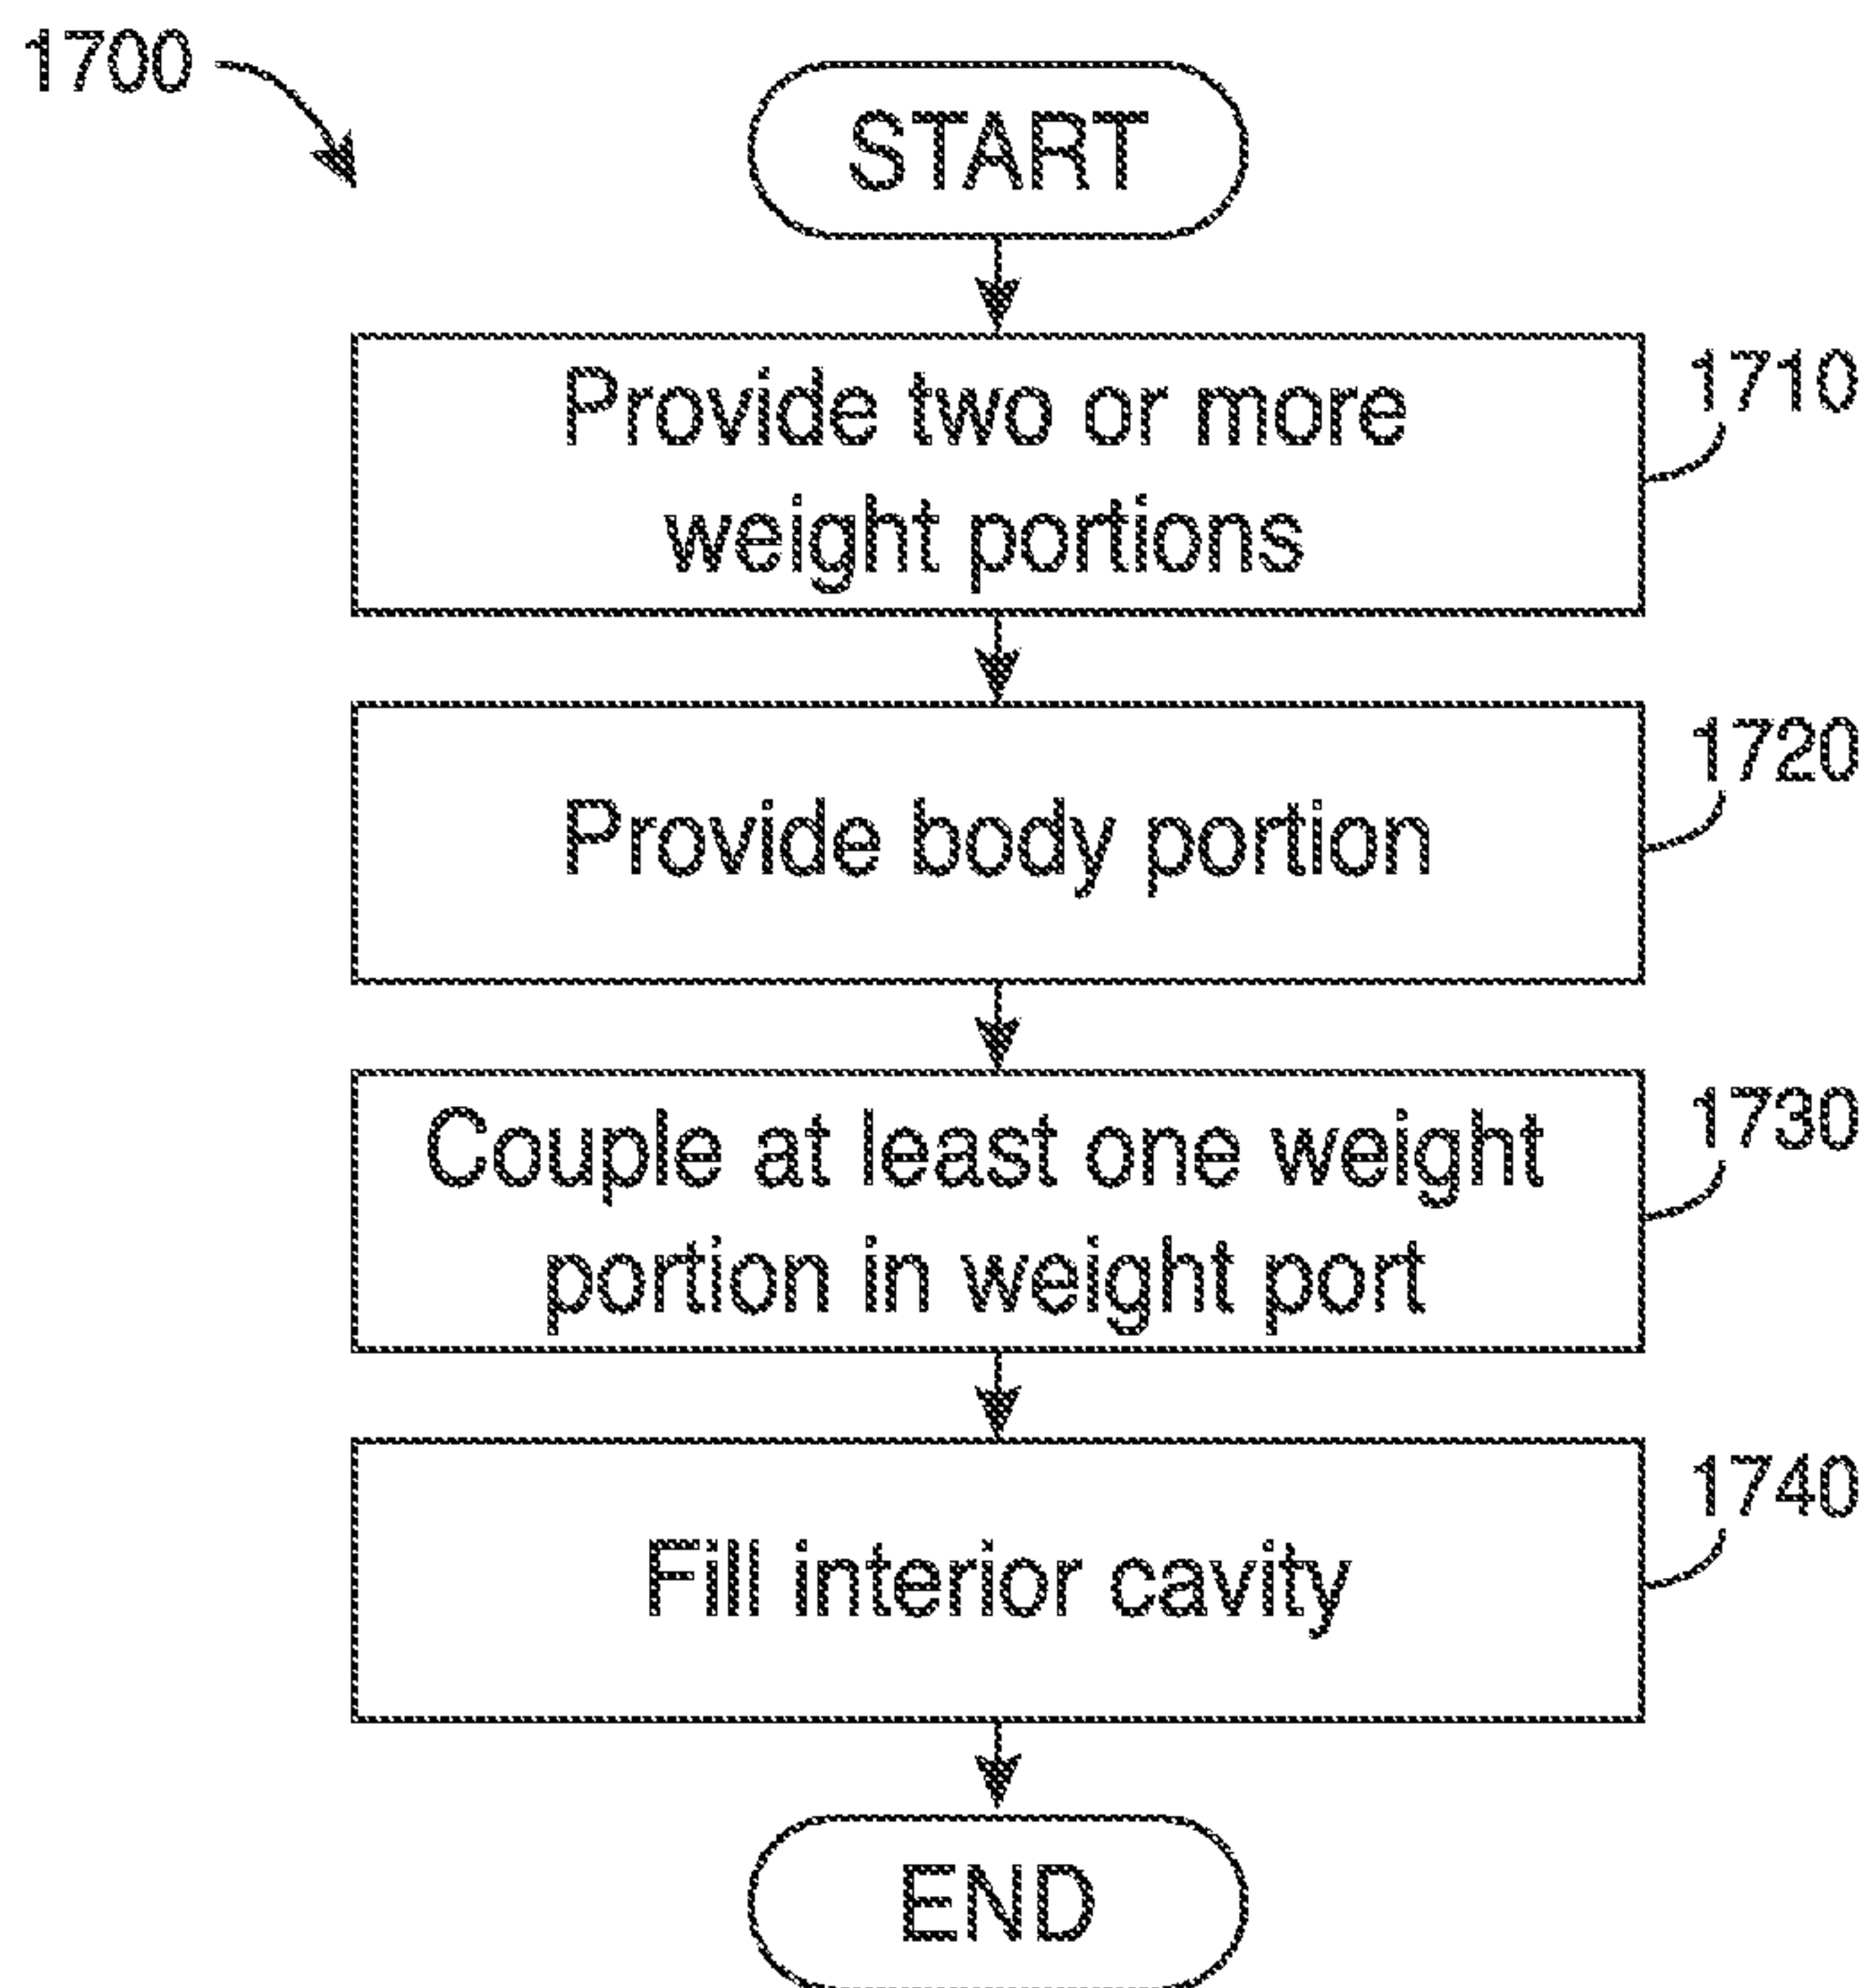 1700
START
Provide two or more
weight portions
1710
Provide body portion
1720
Couple at least one weight
portion in weight port
1730
Fill interior cavity
1740
END